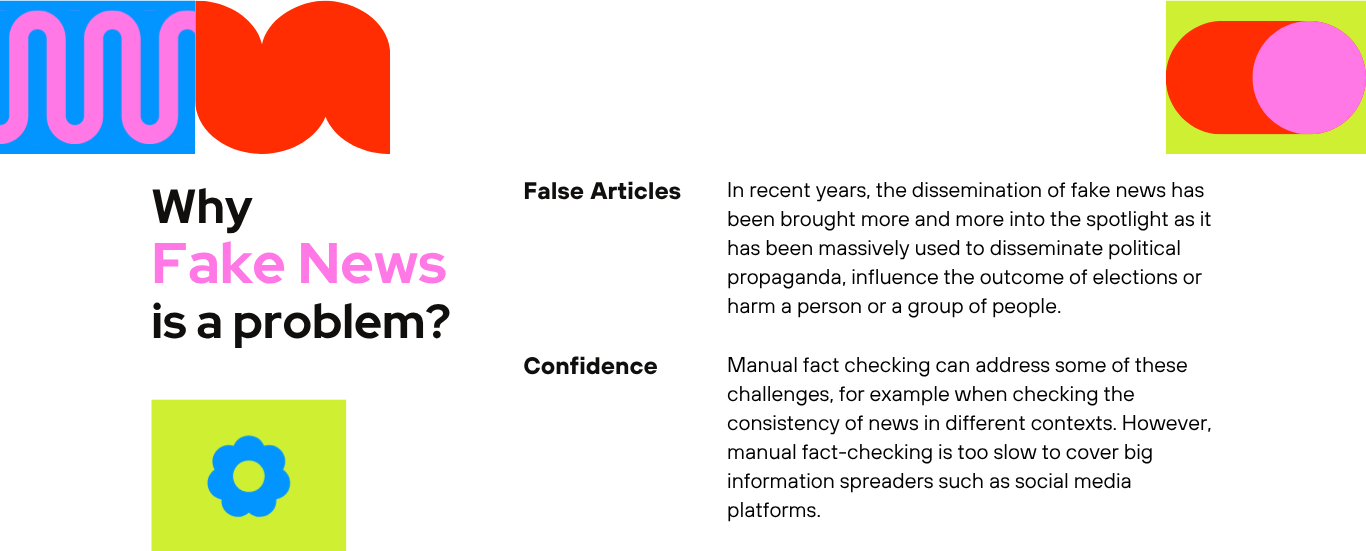 Why
Fake News
is a problem?
False Articles
In recent years, the dissemination of fake news has
been brought more and more into the spotlight as it
has been massively used to disseminate political
propaganda, influence the outcome of elections or
harm a person or a group of people.
Confidence
Manual fact checking can address some of these
challenges, for example when checking the
consistency of news in different contexts. However,
manual fact-checking is too slow to cover big
information spreaders such as social media
platforms.